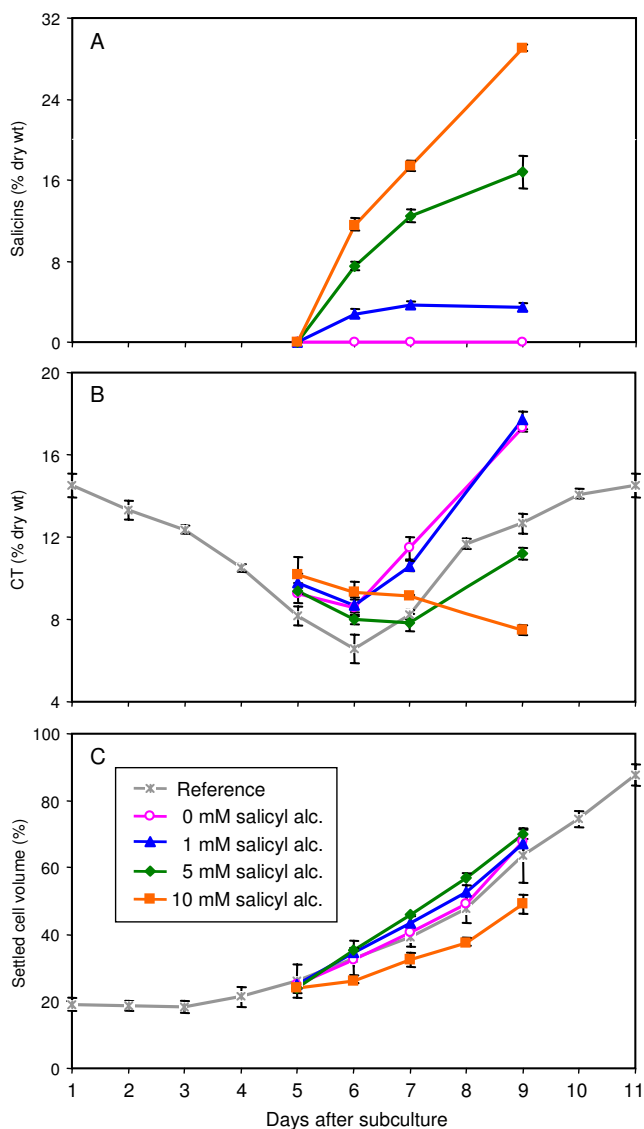 A
Salicins (% dry wt)
32
24
16
8
0
B
CT (% dry wt)
20
16
12
8
4
C
Settled cell volume (%)
100
80
60
40
20
0
Reference
0 mM salicyl alc.
1 mM salicyl alc.
5 mM salicyl alc.
10 mM salicyl alc.
1 2 3 4 5 6 7 8 9 10 11
Days after subculture